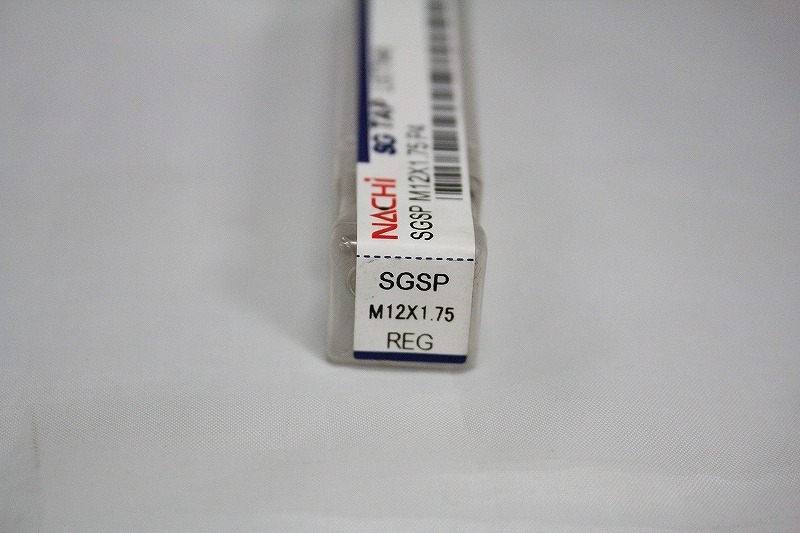 SG TAP
NACHi
SGSP M12X1.75 P4
SGSP
M12X1.75
REG